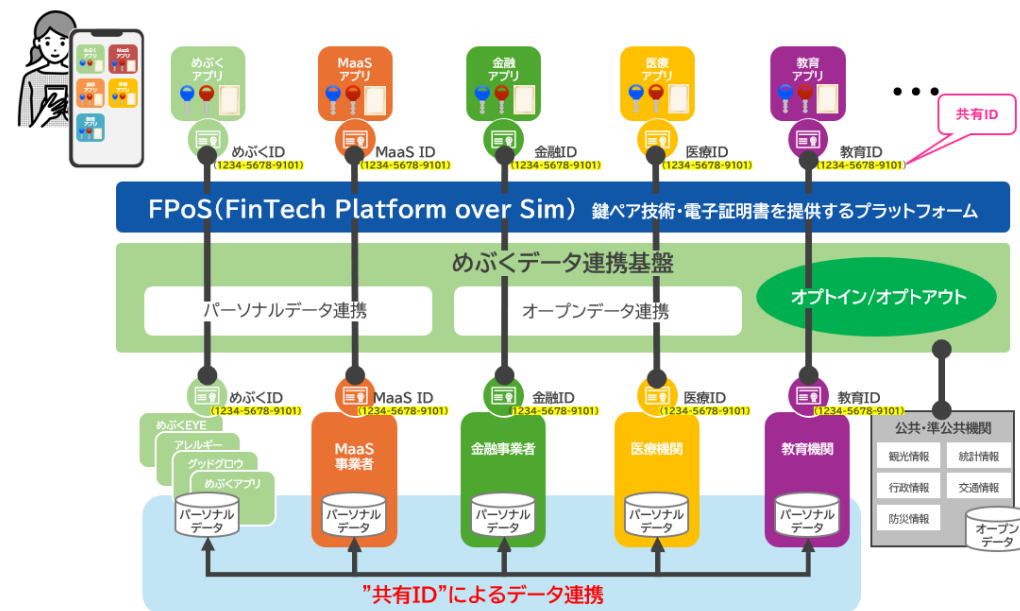 めぶく
アプリ
MaaS
アプリ
めぶく
アプリ
MaaS
アプリ
金融
アプリ
医療
アプリ
教育
アプリ
•••
共有ID
めぶくID
(1234-5678-9101)
MaaS ID
(1234-5678-9101)
金融ID
(1234-5678-9101)
医療ID
(1234-5678-9101)
教育ID
(1234-5678-9101)
FPoS(FinTech Platform over Sim) 鍵ペア技術・電子証明書を提供するプラットフォーム
めぶくデータ連携基盤
パーソナルデータ連携
オープンデータ連携
オプトイン/オプトアウト
めぶくID
(1234-5678-9101)
MaaS ID
(1234-5678-9101)
金融ID
(1234-5678-9101)
医療ID
(1234-5678-9101)
教育ID
(1234-5678-9101)
めぶくEYE
アレルギー
グッドグロウ
めぶくアプリ
パーソナル
データ
MaaS
事業者
パーソナル
データ
金融事業者
パーソナル
データ
医療機関
パーソナル
データ
教育機関
パーソナル
データ
公共・準公共機関
観光情報
統計情報
行政情報
交通情報
防災情報
オープン
データ
”共有ID”によるデータ連携